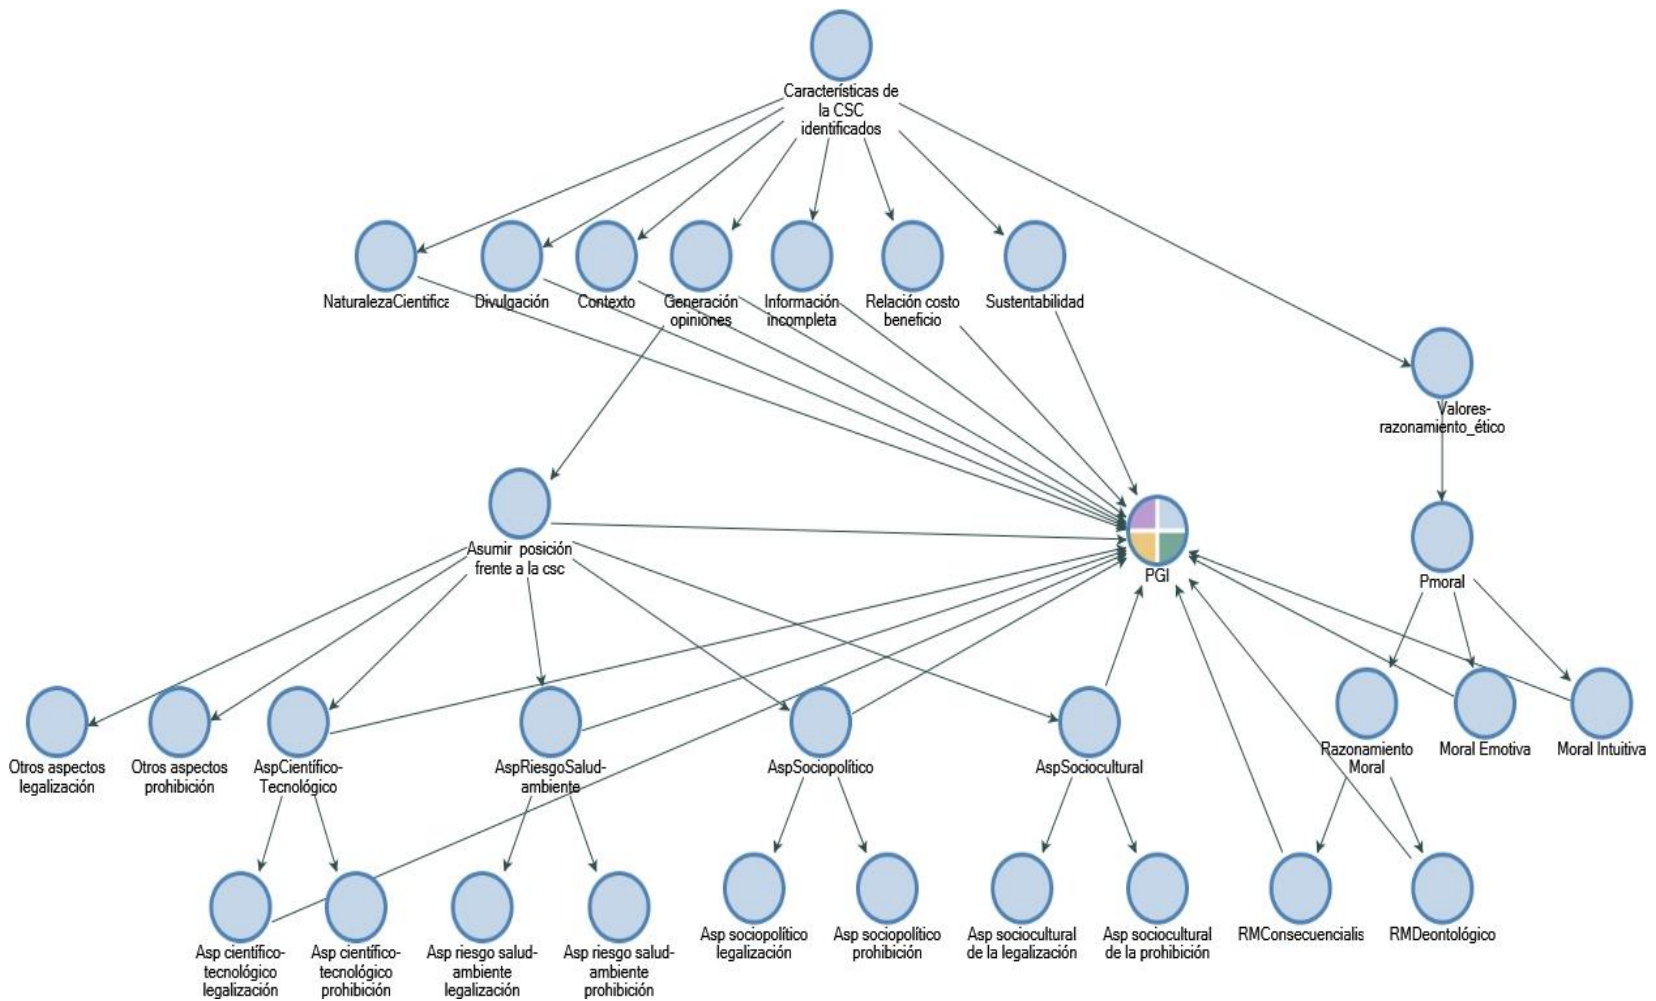 Características de
la CSC
identificados
NaturalezaCientífica
Divulgación
Contexto
Generación
opiniones
Información
incompleta
Relación costo
beneficio
Sustentabilidad
Valores-
razonamiento_ético
Asumir posición
frente a la csc
PGI
Pmoral
Otros aspectos
legalización
Otros aspectos
prohibición
AspCientífico-
Tecnológico
AspRiesgoSalud-
ambiente
AspSociopolítico
AspSociocultural
Razonamiento
Moral
Moral Emotiva
Moral Intuitiva
Asp científico-
tecnológico
legalización
Asp científico-
tecnológico
prohibición
Asp riesgo salud-
ambiente
legalización
Asp riesgo salud-
ambiente
prohibición
Asp sociopolítico
legalización
Asp sociopolítico
prohibición
Asp sociocultural
de la legalización
Asp sociocultural
de la prohibición
RMConsecuencialis
RMDeontológico